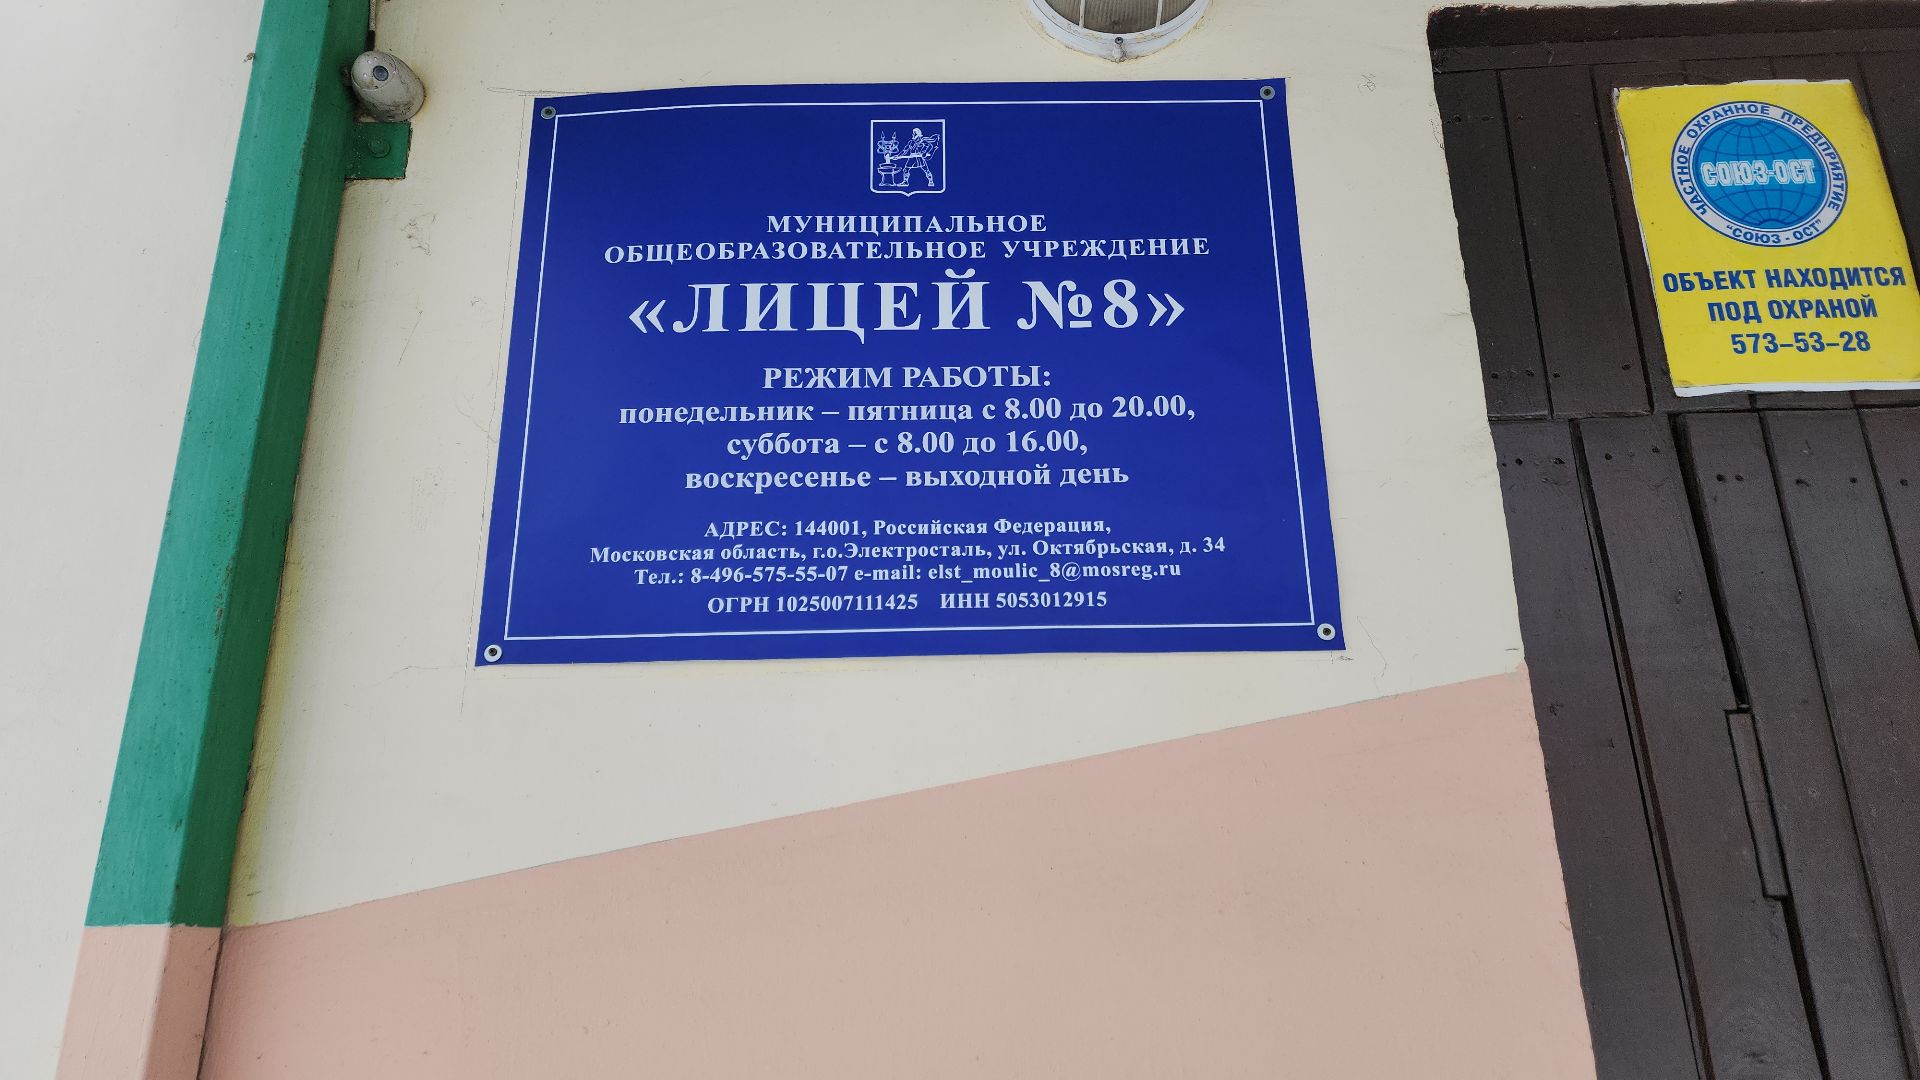 МУНИЦИПАЛЬНОЕ
ОБЩЕОБРАЗОВАТЕЛЬНОЕ УЧРЕЖДЕНИЕ
«ЛИЦЕЙ №8»
РЕЖИМ РАБОТЫ:
понедельник – пятница с 8.00 до 20.00,
суббота – с 8.00 до 16.00,
воскресенье – выходной день
АДРЕС: 144001, Российская Федерация,
Московская область, г.о.Электросталь, ул. Октябрьская, д. 34
Тел.: 8-496-575-55-07 e-mail: elst_moulic_8@mosreg.ru
ОГРН 1025007111425 ИНН 5053012915
ЧАСТНОЕ ОХРАННОЕ ПРЕДПРИЯТИЕ
СОЮЗ-ОСТ
"СОЮЗ - ОСТ"
ОБЪЕКТ НАХОДИТСЯ
ПОД ОХРАНОЙ
573-53-28